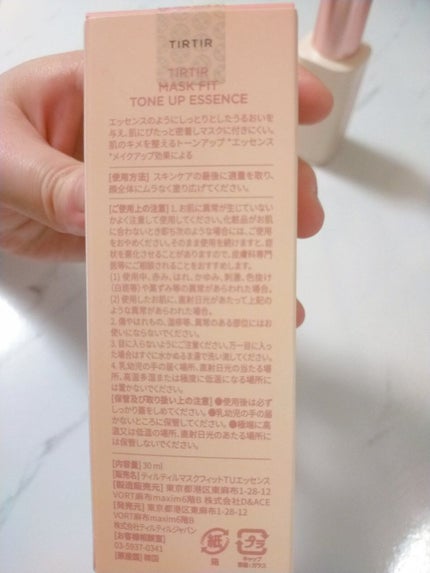 TIRTIR
TIRTIR
MASK FIT
TONE UP ESSENCE
エッセンスのようにしっとりとしたうるおいを
与え、肌にぴたっと密着しマスクに付きにくい。
肌のキメを整えるトーンアップ*エッセンス
*メイクアップ効果による
[使用方法] スキンケアの最後に適量を取り、
顔全体にムラなく塗り広げてください。
[ご使用上の注意] 1. お肌に異常が生じていない
かよく注意して使用してください。化粧品がお肌
に合わないとき即ち次のような場合には、ご使用
をおやめください。そのまま使用を続けますと、症
状を悪化させることがありますので、皮膚科専門
医等にご相談されることをおすすめします。
(1) 使用中、赤み、はれ、かゆみ、刺激、色抜け
(白斑等)や黒ずみ等の異常があらわれた場合。
(2) 使用したお肌に、直射日光があたって上記の
ような異常があらわれた場合。
2. 傷やはれもの、湿疹等、異常のある部位にはお
使いにならないでください。
3. 目に入らないようにご注意ください。万一目に入っ
た場合はすぐに水かぬるま湯で洗い流してください。
4. 乳幼児の手の届く場所、直射日光の当たる場
所、高温多湿または極度に低温になる場所に
は置かないでください。
[保管及び取り扱い上の注意] ●使用後は必ず
しっかり蓋をしめてください。●乳幼児の手の届
かないところに保管してください。●極端に高
温又は低温の場所、直射日光のあたる場所に
は保管しないでください。
[内容量] 30 ml
[販売名] ティルティルマスクフィットTUエッセンス
[製造販売元] 東京都港区東麻布1-28-12
VORT麻布maxim6階B 株式会社D&ACE
[発売元] 東京都港区東麻布1-28-12
VORT麻布maxim6階B
株式会社ティルティルジャパン
[お客様相談室]
03-5937-0341
[原産国] 韓国
紙
箱
プラ
キャップ
容器:ガラス